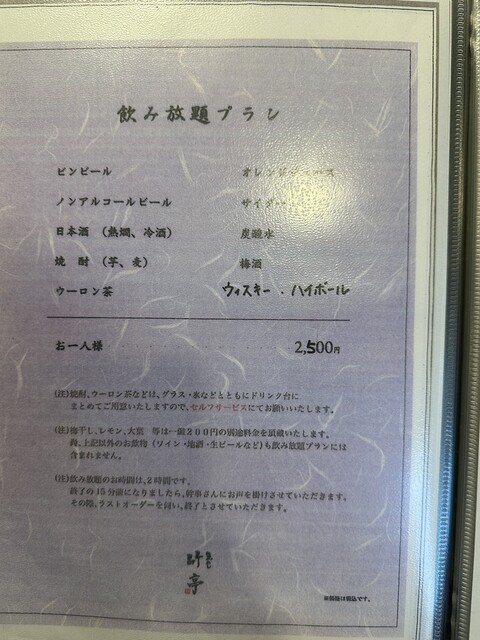 飲み放題プラン
ビンビール
オレンジジュース
ノンアルコールビール
サイダー
日本酒 （熱燗、冷酒）
炭酸水
焼 酎 （芋、麦）
梅酒
ウーロン茶
ウィスキー．ハイボール
お一人様
2,500円
(注)焼酎、ウーロン茶などは、グラス・氷などとともにドリンク台に
まとめてご用意いたしますので、セルフサービスにてお願いいたします。
(注)梅干し、レモン、大葉 等は一個２００円の別途料金を頂戴いたします。
尚、上記以外のお飲物（ワイン・地酒・生ビールなど）も飲み放題プランには
含まれません。
(注)飲み放題のお時間は、２時間です。
終了の１５分前になりましたら、幹事さんにお声を掛けさせていただきます。
その際、ラストオーダーを伺い、終了とさせていただきます。
亭
※価格は税込です。